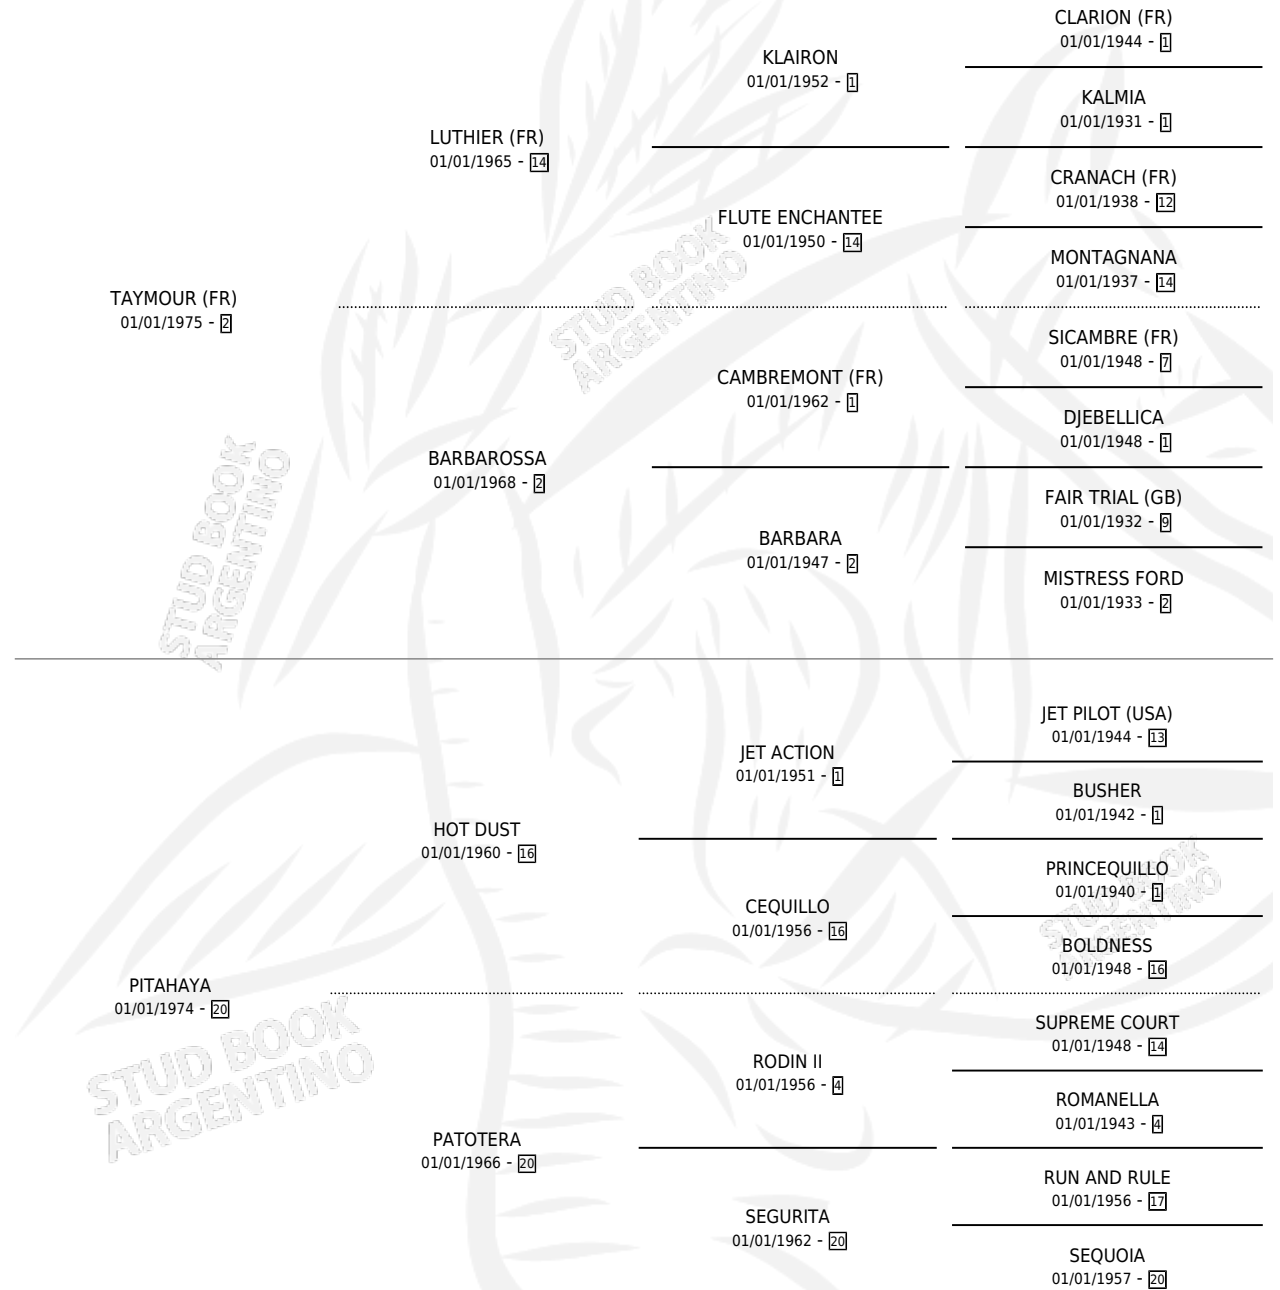 CLARION (FR)
01/01/1944 - 1
KLAIRON
01/01/1952 - 1
KALMIA
01/01/1931 - 1
LUTHIER (FR)
01/01/1965 - 14
CRANACH (FR)
01/01/1938 - 12
FLUTE ENCHANTEE
01/01/1950 - 14
MONTAGNANA
01/01/1937 - 14
TAYMOUR (FR)
01/01/1975 - 2
SICAMBRE (FR)
01/01/1948 - 7
CAMBREMONT (FR)
01/01/1962 - 1
DJEBELLICA
01/01/1948 - 1
BARBAROSSA
01/01/1968 - 2
FAIR TRIAL (GB)
01/01/1932 - 9
BARBARA
01/01/1947 - 2
MISTRESS FORD
01/01/1933 - 2
STUD BOOK
ARGENTINO
STUD BOOK
ARGENTINO
JET PILOT (USA)
01/01/1944 - 13
JET ACTION
01/01/1951 - 1
BUSHER
01/01/1942 - 1
HOT DUST
01/01/1960 - 16
PRINCEQUILLO
01/01/1940 - 1
CEQUILLO
01/01/1956 - 16
BOLDNESS
01/01/1948 - 16
PITAHAYA
01/01/1974 - 20
SUPREME COURT
01/01/1948 - 14
RODIN II
01/01/1956 - 4
ROMANELLA
01/01/1943 - 4
PATOTERA
01/01/1966 - 20
RUN AND RULE
01/01/1956 - 17
SEGURITA
01/01/1962 - 20
SEQUOIA
01/01/1957 - 20
STUD BOOK
ARGENTINO
STUD BOOK
ARGENTINO